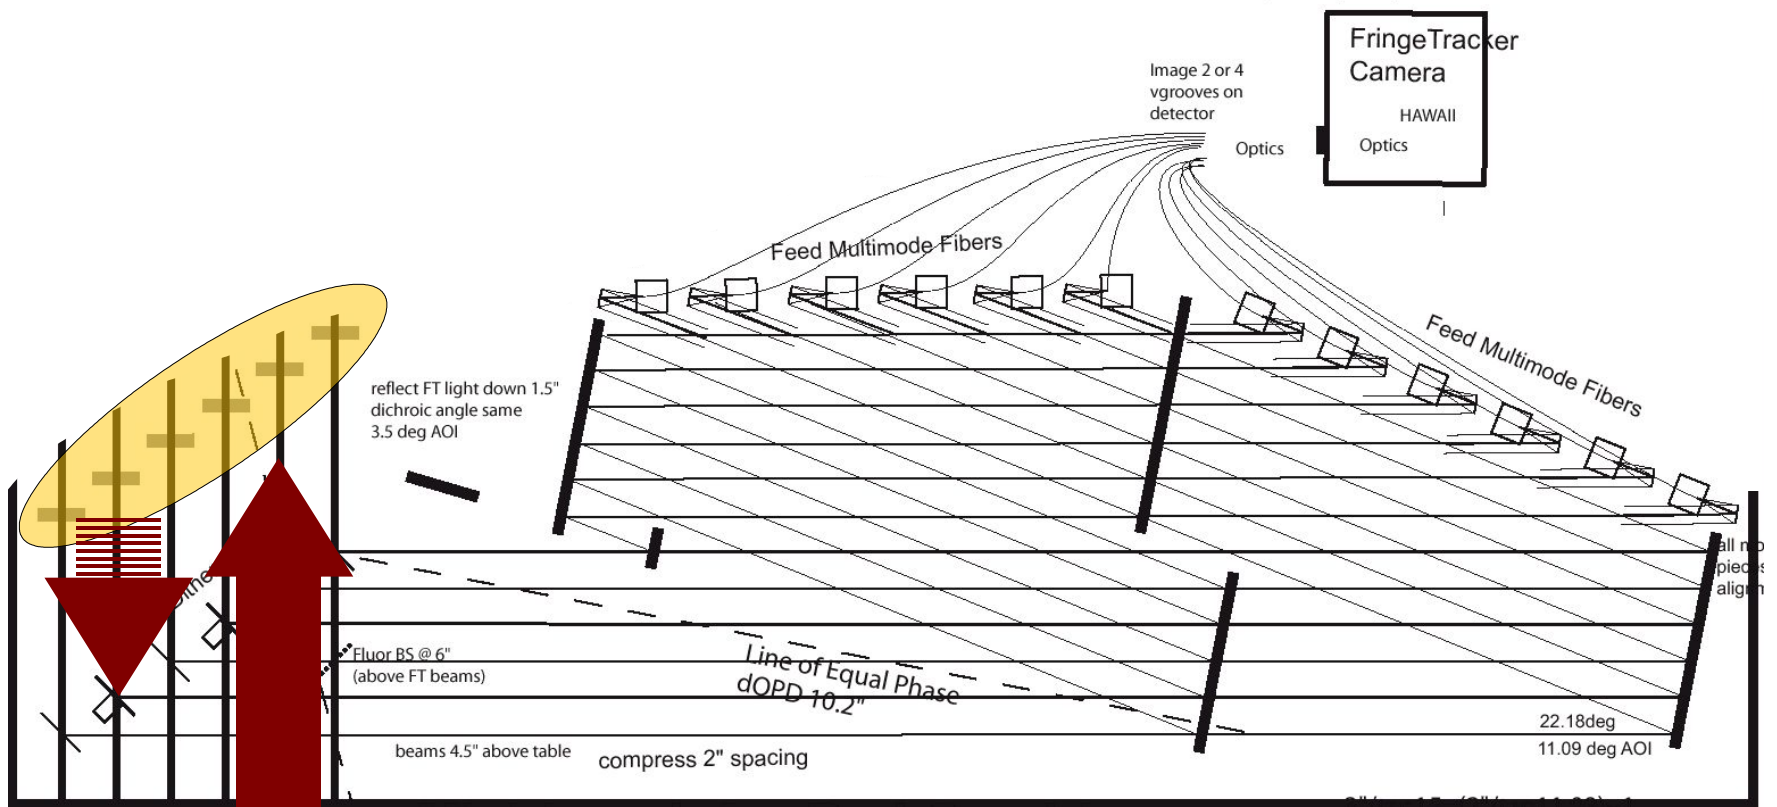 FringeTracker
Camera
HAWAII
Optics
Image 2 or 4
vgrooves on
detector
Optics
Feed Multimode Fibers
Feed Multimode Fibers
reflect FT light down 1.5"
dichroic angle same
3.5 deg AOI
Fluor BS @ 6"
(above FT beams)
Line of Equal Phase
dOPD 10.2"
beams 4.5" above table
compress 2" spacing
22.18deg
11.09 deg AOI
all